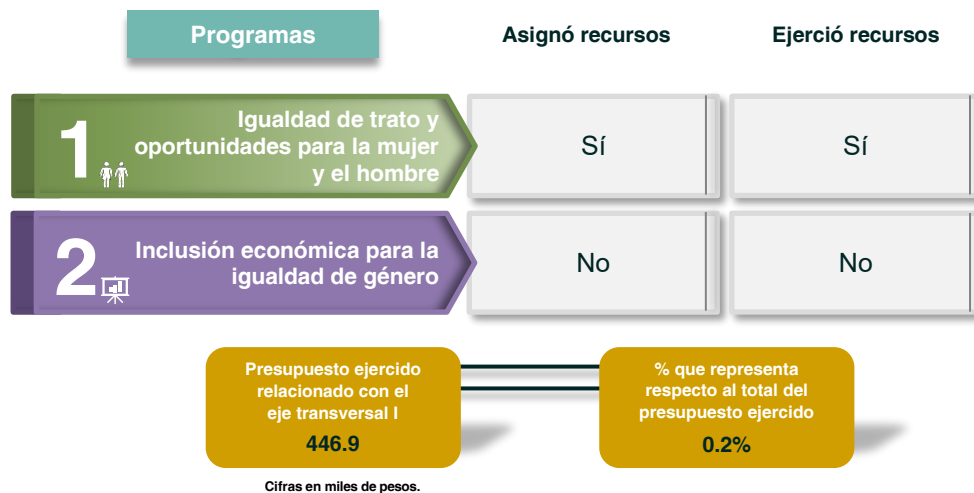 Programas
Asignó recursos
Ejerció recursos
1
Igualdad de trato y
oportunidades para la mujer
y el hombre
Sí
Sí
2
Inclusión económica para la
igualdad de género
No
No
Presupuesto ejercido
relacionado con el
eje transversal I
446.9
% que representa
respecto al total del
presupuesto ejercido
0.2%
Cifras en miles de pesos.